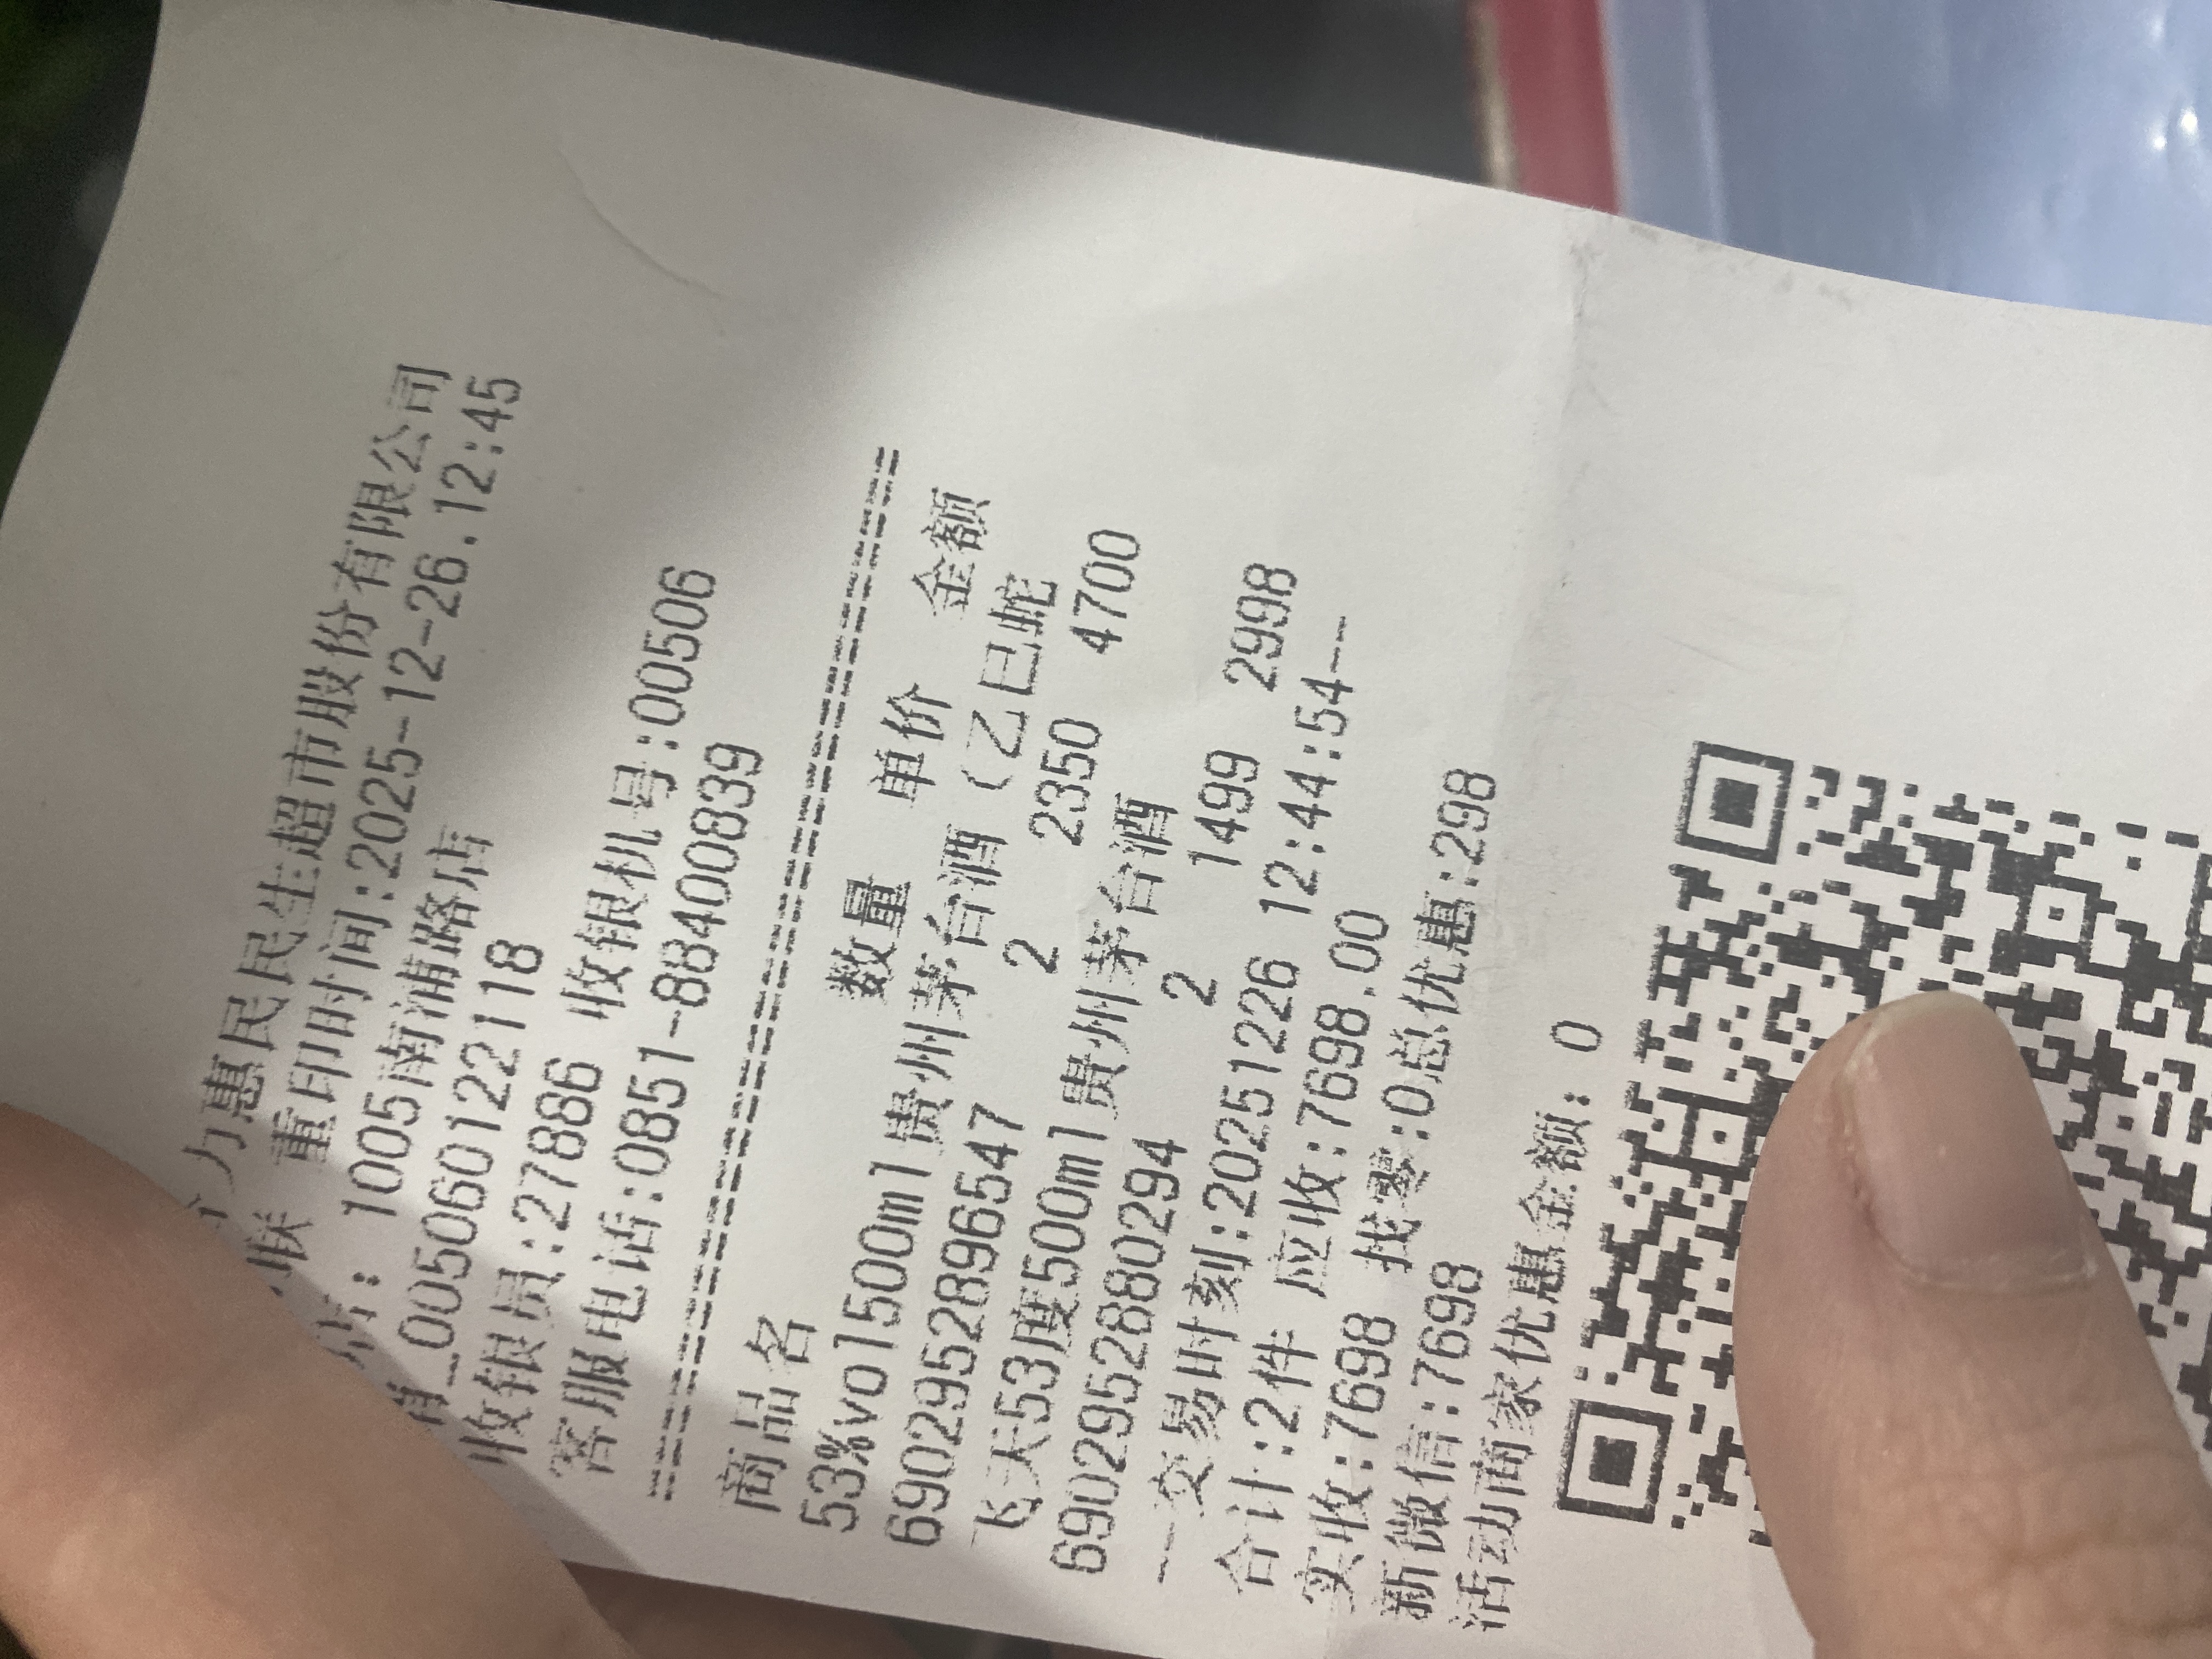 力惠民民生超市股份有限公司
联 重印时间:2025-12-26.12:45
店: 1005南浦路店
_00506012​2118
收银员:27886 收银机号:00506
客服电话:0851-88400839
================================
商品名 数量 单价 金额
53%vol500ml贵州茅台酒（乙巳蛇
6902952896547 2 2350 4700
飞天53度500ml贵州茅台酒
6902952880294 2 1499 2998
--交易时刻:20251226 12:44:54--
合计:2件 应收:7698.00
实收:7698 找零:0总优惠:298
新微信:7698
活动商家优惠金额: 0